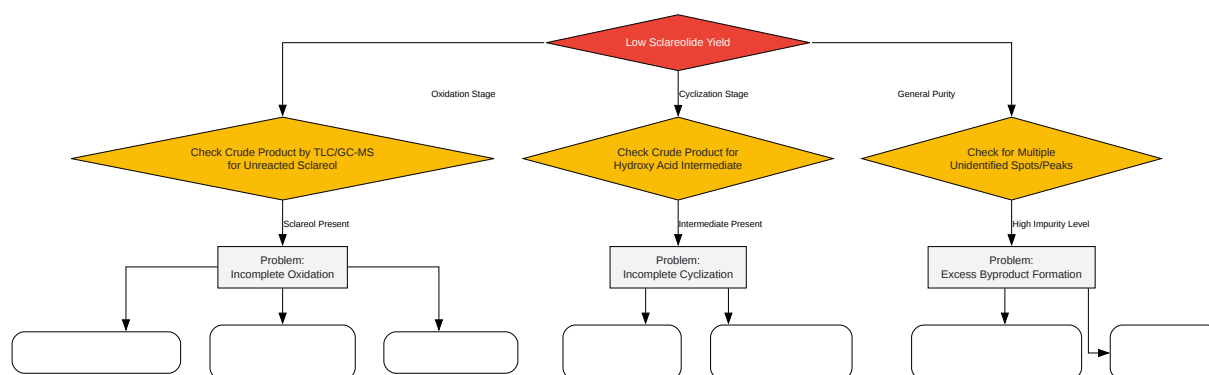 Low Sclareolide Yield
Oxidation Stage
Cyclization Stage
General Purity
Check Crude Product by TLC/GC-MS
for Unreacted Sclareol
Check Crude Product for
Hydroxy Acid Intermediate
Check for Multiple
Unidentified Spots/Peaks
Sclareol Present
Intermediate Present
High Impurity Level
Problem:
Incomplete Oxidation
Problem:
Incomplete Cyclization
Problem:
Excess Byproduct Formation